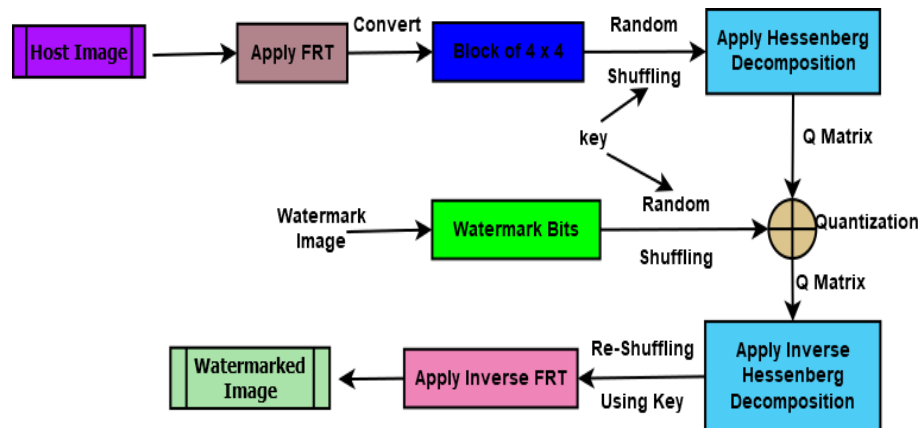 Host Image
Apply FRT
Convert
Block of 4 x 4
Random
Shuffling
Apply Hessenberg
Decomposition
key
Q Matrix
Watermark
Image
Watermark Bits
Random
Shuffling
Quantization
Q Matrix
Apply Inverse
Hessenberg
Decomposition
Re-Shuffling
Using Key
Apply Inverse FRT
Watermarked
Image